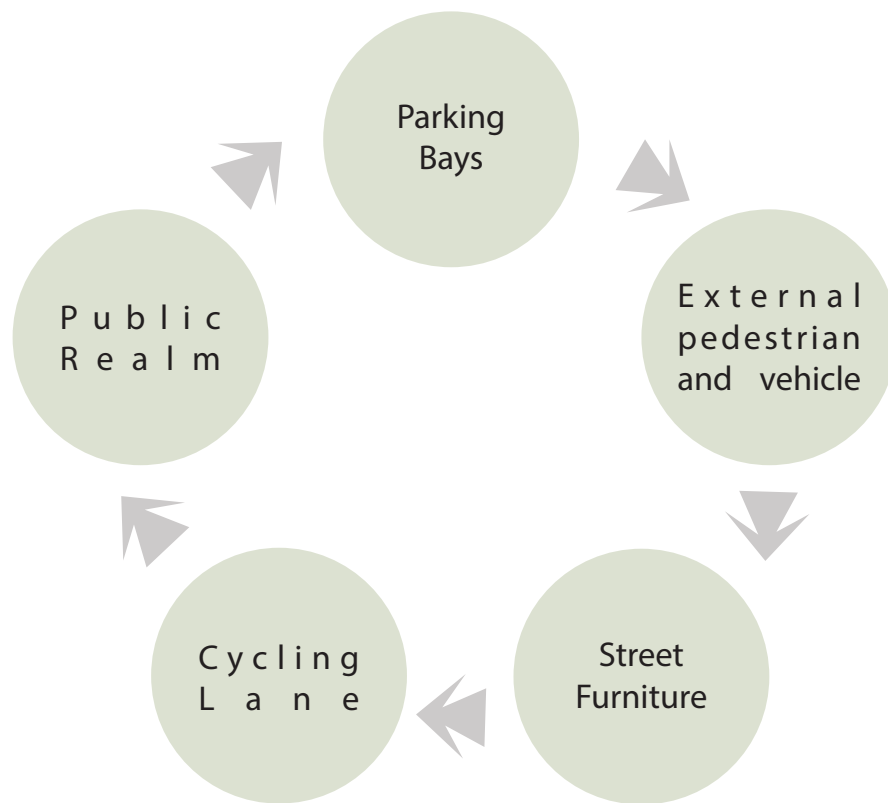 Parking
Bays
External
pedestrian
and vehicle
Street
Furniture
Cycling
Lane
Public
Realm